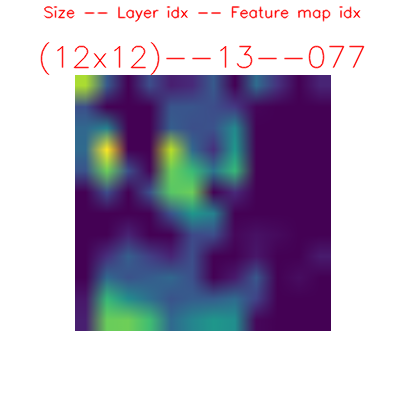 Size -- Layer idx -- Feature map idx
(12x12)--13--077